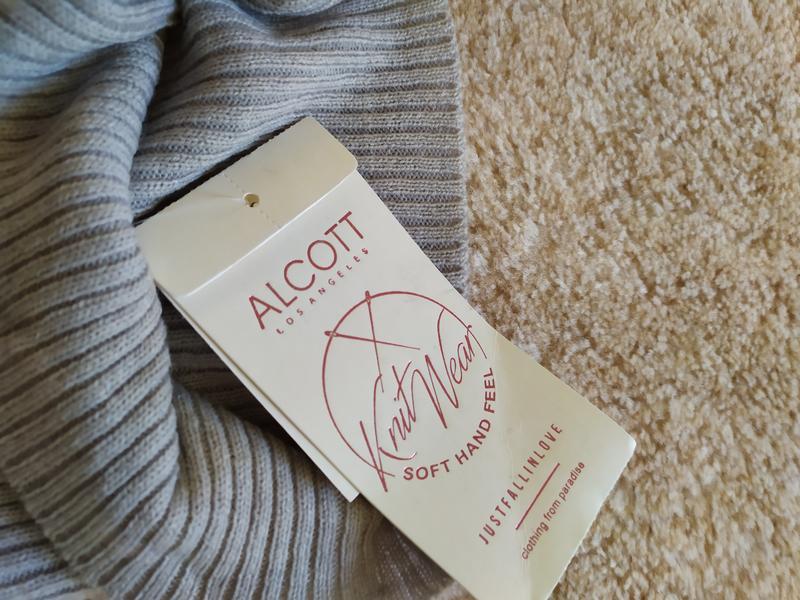 ALCOTT
LOS ANGELES
Knit Wear
SOFT HAND FEEL
JUSTFALLINLOVE
clothing from paradise